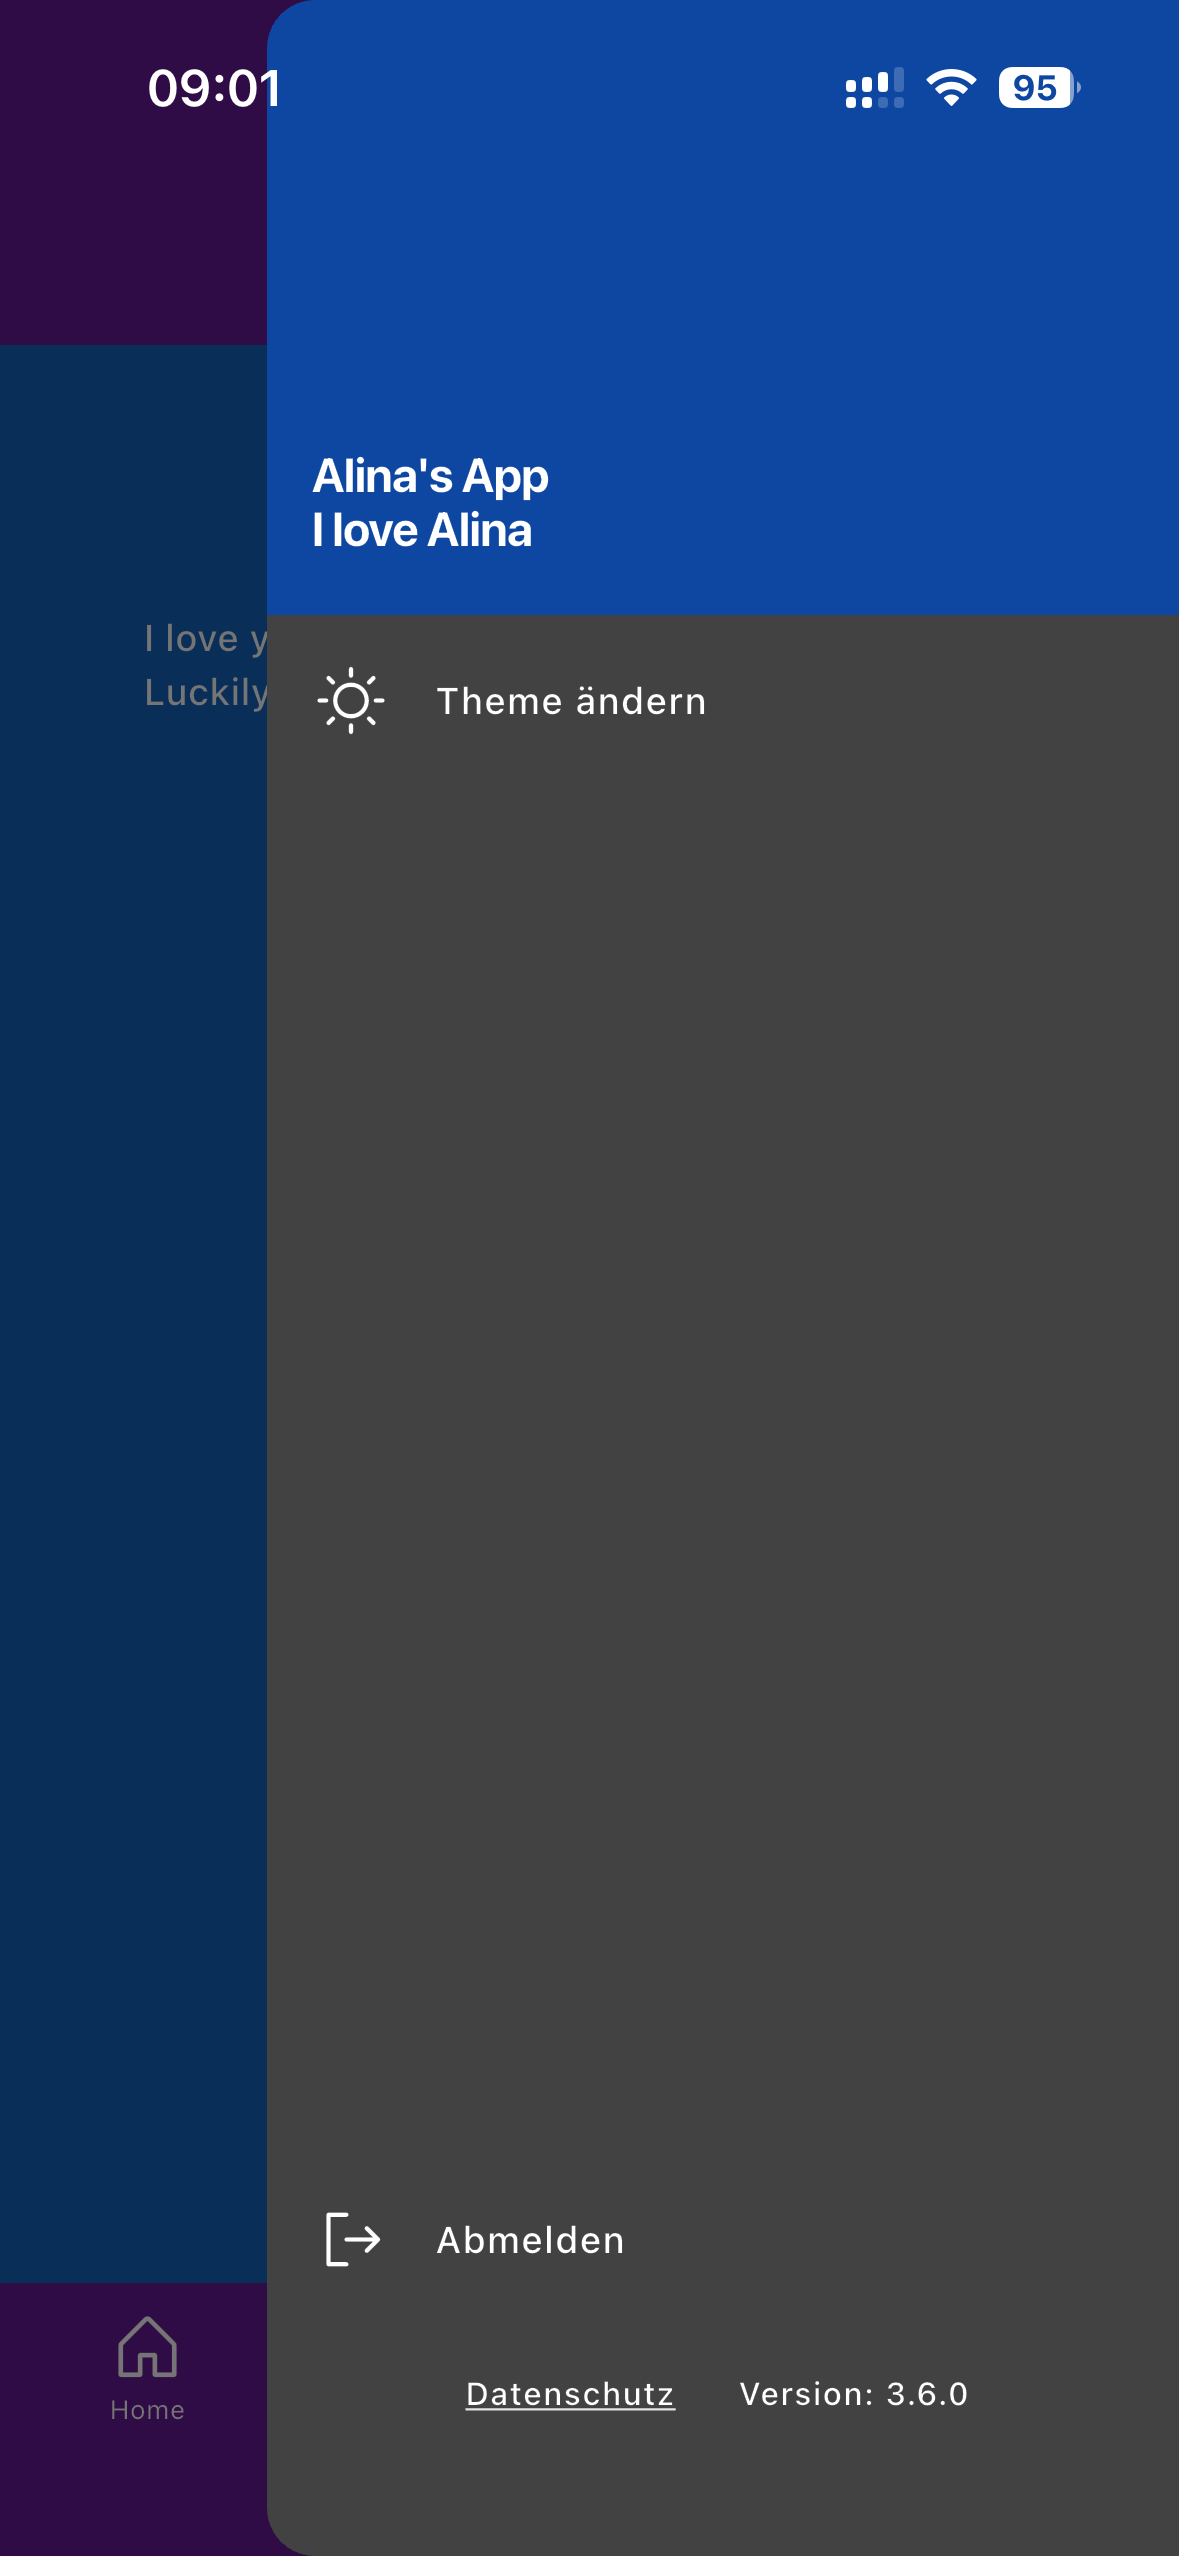 09:01
95
Alina's App
I love Alina
I love
Luckily
Theme ändern
Abmelden
Home
Datenschutz Version: 3.6.0